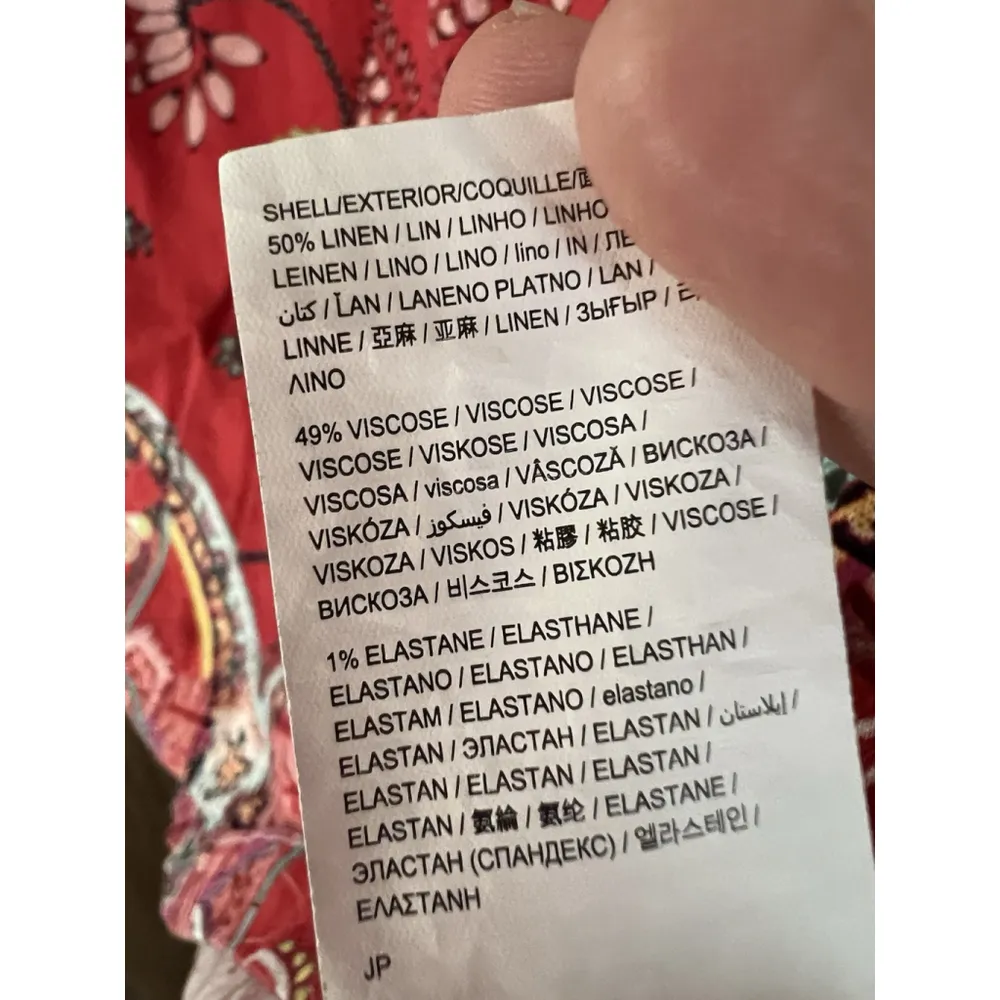 SHELL/EXTERIOR/COQUILLE/面
50% LINEN / LIN / LINHO / LINHO
LEINEN / LINO / LINO / lino / IN / ЛЕ
كتان / ĬAN / LANENO PLATNO / LAN /
LINNE / 亞麻 / 亚麻 / LINEN / ЗЫҒЫР /
ΛΙΝΟ
49% VISCOSE / VISCOSE / VISCOSE /
VISCOSE / VISKOSE / VISCOSA /
VISCOSA / viscosa / VÂSCOZĂ / ВИСКОЗА /
VISKÓZA / فيسكوز / VISKÓZA / VISKOZA /
VISKOZA / VISKOS / 粘膠 / 粘胶 / VISCOSE /
ВИСКОЗА / 비스코스 / ΒΙΣΚΟΖΗ
1% ELASTANE / ELASTHANE /
ELASTANO / ELASTANO / ELASTHAN /
ELASTAM / ELASTANO / elastano /
ELASTAN / ЭЛАСТАН / ELASTAN / إيلاستان /
ELASTAN / ELASTAN / ELASTAN /
ELASTAN / 氨綸 / 氨纶 / ELASTANE /
ЭЛАСТАН (СПАНДЕКС) / 엘라스테인 /
ΕΛΑΣΤΑΝΗ
JP